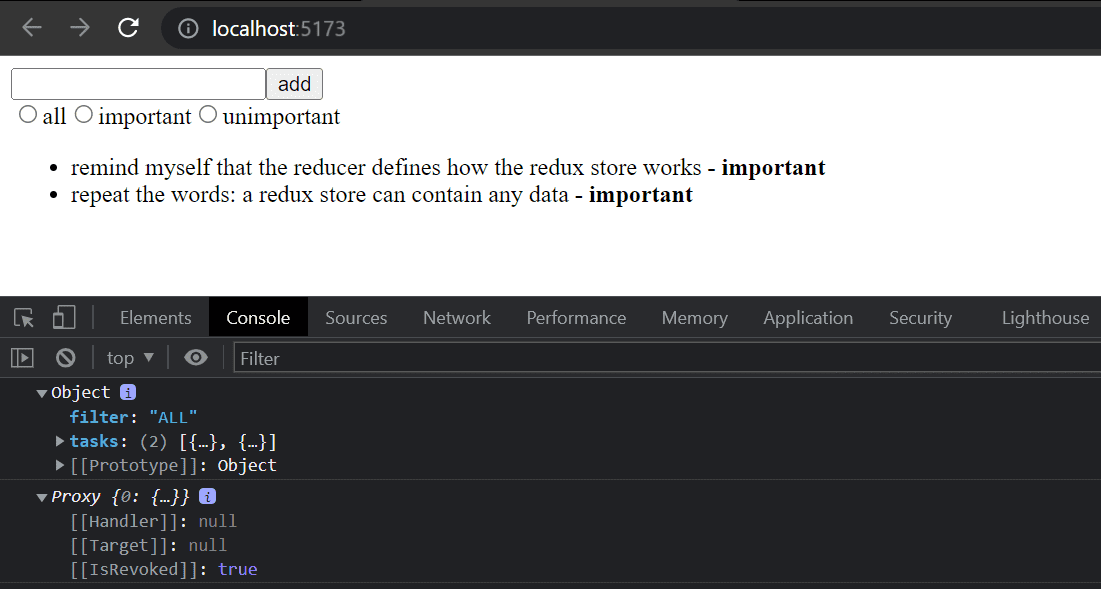 localhost:5173
add
all important unimportant
• remind myself that the reducer defines how the redux store works - important
• repeat the words: a redux store can contain any data - important
Elements Console Sources Network Performance Memory Application Security Lighthouse
top ▼ Filter
▼Object i
filter: "ALL"
▶tasks: (2) [{…}, {…}]
▶[[Prototype]]: Object
▼Proxy {0: {…}} i
[[Handler]]: null
[[Target]]: null
[[IsRevoked]]: true